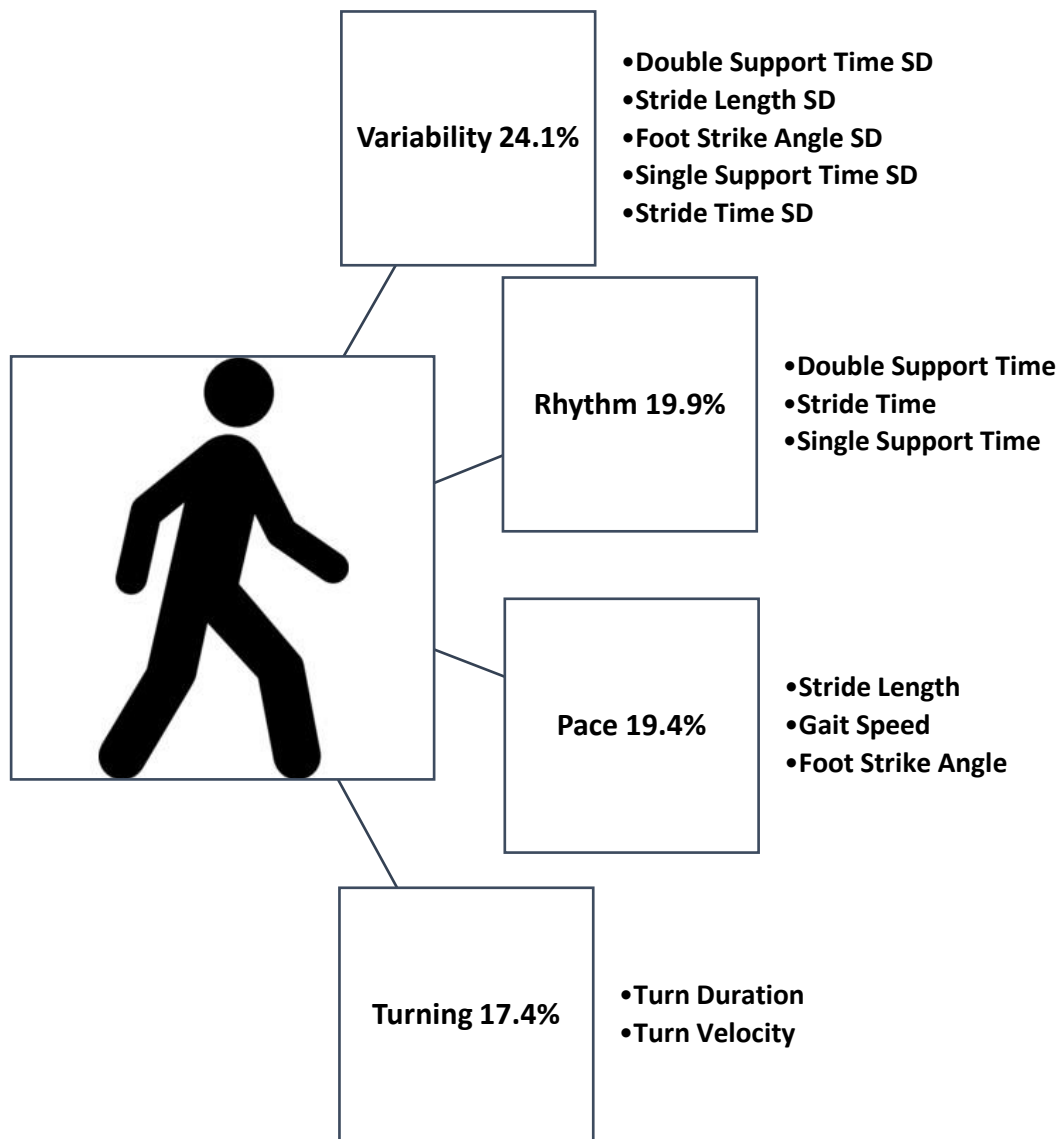 Variability 24.1%
•Double Support Time SD
•Stride Length SD
•Foot Strike Angle SD
•Single Support Time SD
•Stride Time SD
Rhythm 19.9%
•Double Support Time
•Stride Time
•Single Support Time
Pace 19.4%
•Stride Length
•Gait Speed
•Foot Strike Angle
Turning 17.4%
•Turn Duration
•Turn Velocity